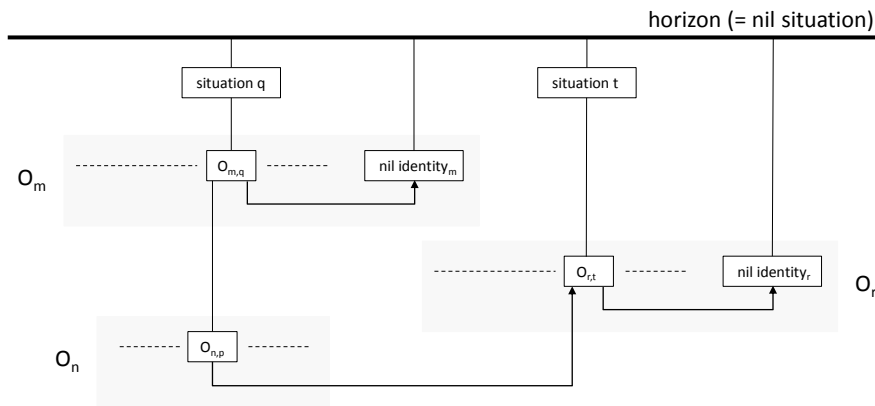 horizon (= nil situation)
situation q
situation t
O_m,q
nil identity_m
O_m
O_r,t
nil identity_r
O_r
O_n,p
O_n